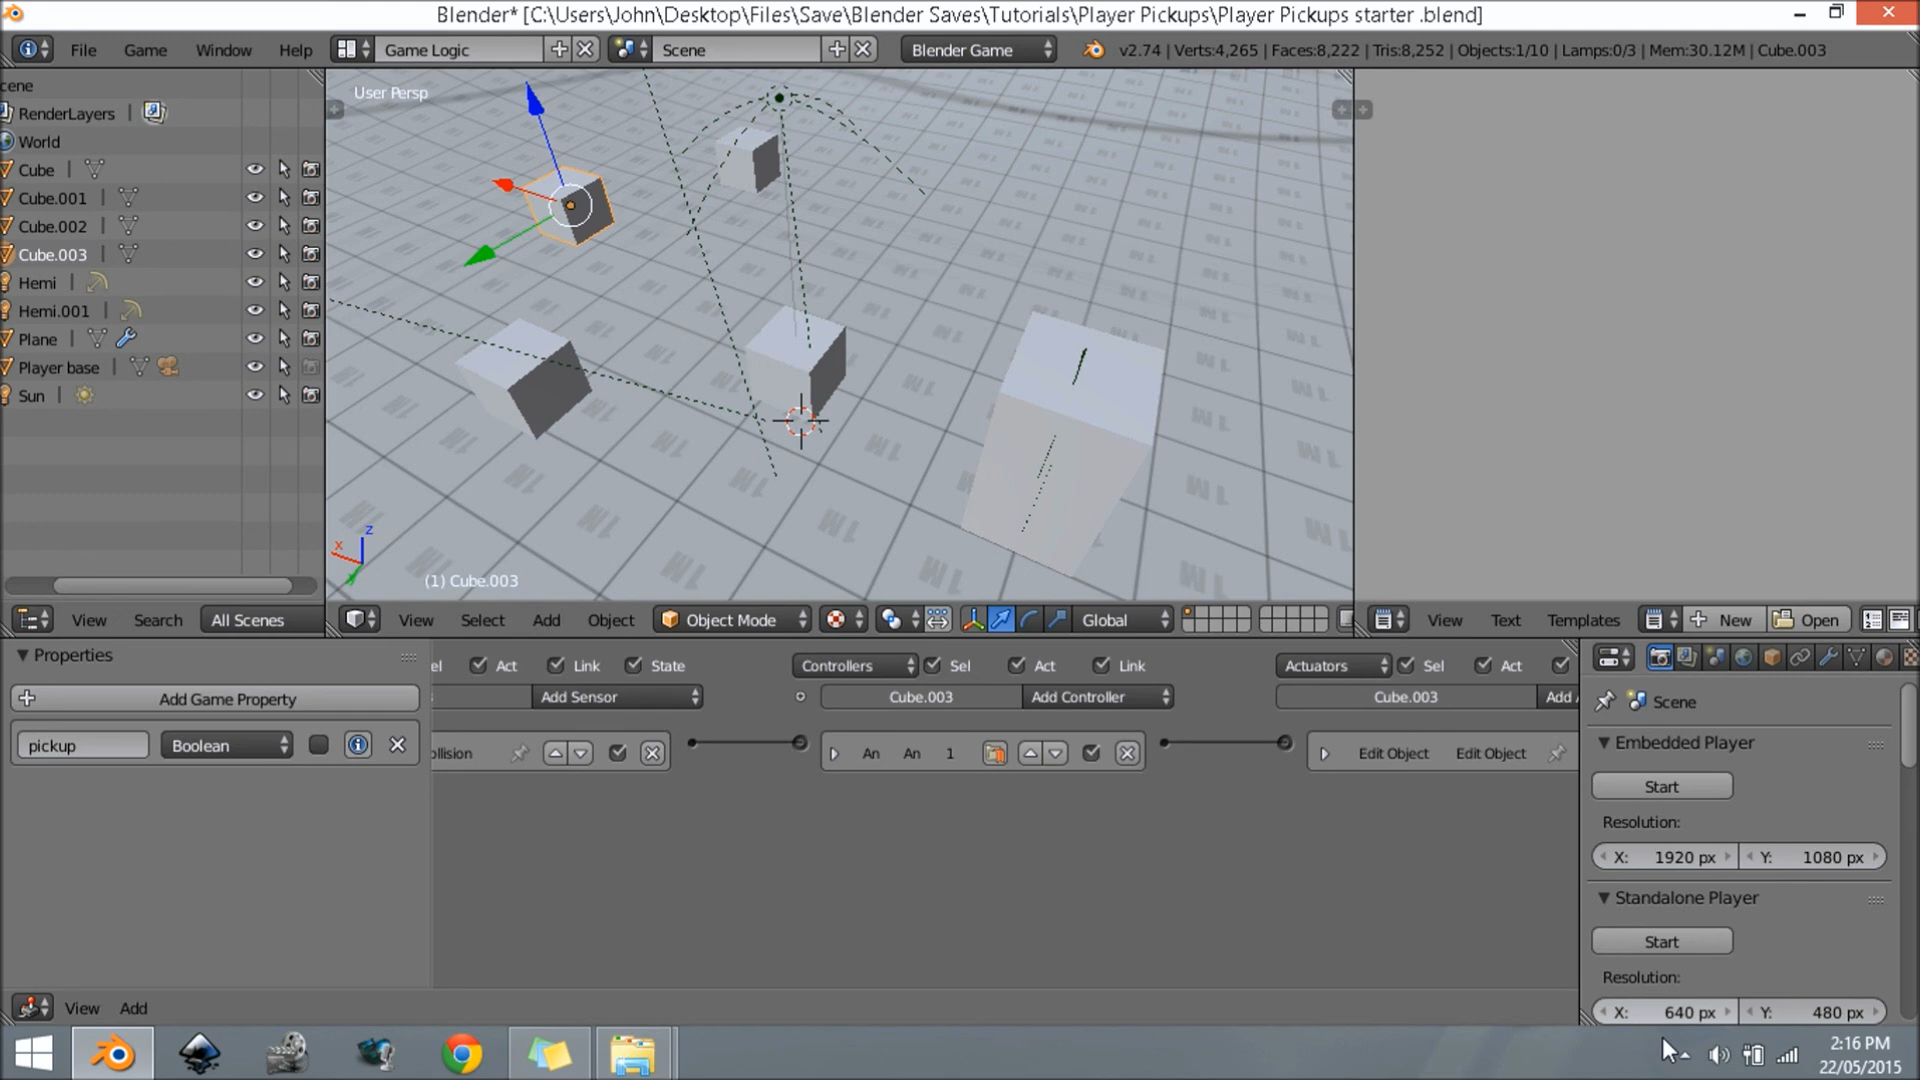 Blender* [C:\Users\John\Desktop\Files\Save\Blender Saves\Tutorials\Player Pickups\Player Pickups starter .blend]
File Game Window Help Game Logic Scene Blender Game v2.74 | Verts:4,265 | Faces:8,222 | Tris:8,252 | Objects:1/10 | Lamps:0/3 | Mem:30.12M | Cube.003
cene
RenderLayers |
World
Cube |
Cube.001 |
Cube.002 |
Cube.003 |
Hemi |
Hemi.001 |
Plane |
Player base |
Sun |
User Persp
z
x
y
(1) Cube.003
View Search All Scenes
View Select Add Object Object Mode Global
View Text Templates New Open
Properties
Add Game Property
pickup Boolean
el Act Link State Controllers Sel Act Link Actuators Sel Act
Add Sensor Cube.003 Add Controller Cube.003 Add
ollision An An 1 Edit Object Edit Object
Scene
Embedded Player
Start
Resolution:
X: 1920 px Y: 1080 px
Standalone Player
Start
Resolution:
X: 640 px Y: 480 px
View Add
2:16 PM
22/05/2015